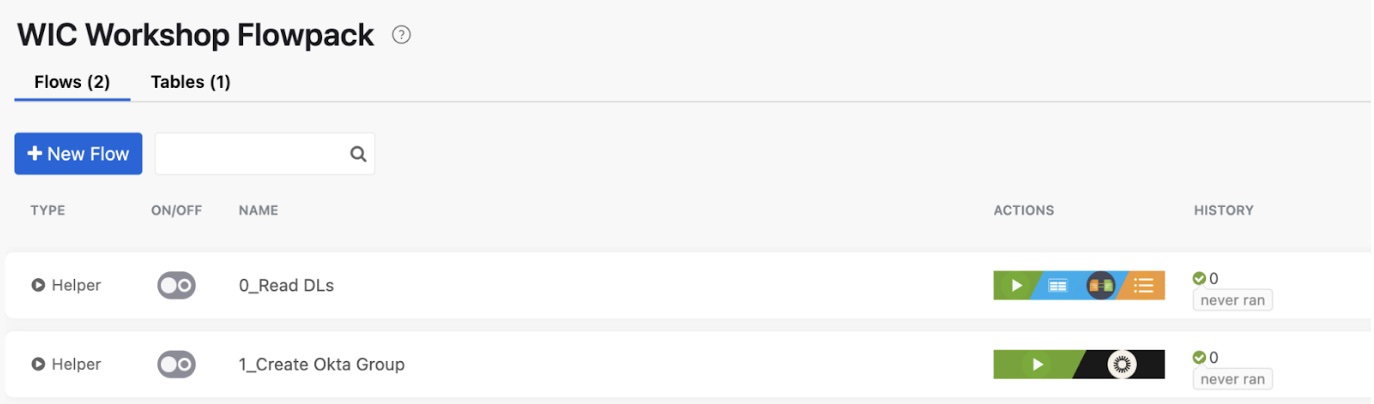 WIC Workshop Flowpack ?
Flows (2) Tables (1)
+ New Flow
TYPE ON/OFF NAME ACTIONS HISTORY
Helper 0_Read DLs 0
never ran
Helper 1_Create Okta Group 0
never ran